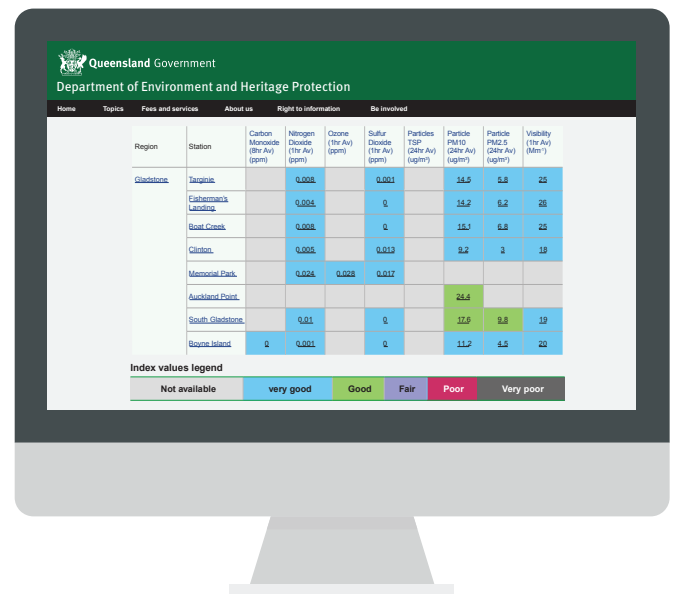 Queensland Government
Department of Environment and Heritage Protection
Home Topics Fees and services About us Right to information Be involved
Region Station Carbon Monoxide (8hr Av) (ppm) Nitrogen Dioxide (1hr Av) (ppm) Ozone (1hr Av) (ppm) Sulfur Dioxide (1hr Av) (ppm) Particles TSP (24hr Av) (ug/m³) Particle PM10 (24hr Av) (ug/m³) Particle PM2.5 (24hr Av) (ug/m³) Visibility (1hr Av) (Mm⁻¹)
Gladstone Targinie 0.008 0.001 14.5 5.8 25
Fisherman's Landing 0.004 0 14.2 6.2 26
Boat Creek 0.008 0 15.1 6.8 25
Clinton 0.005 0.013 9.2 3 18
Memorial Park 0.024 0.028 0.017
Auckland Point 24.4
South Gladstone 0.01 0 17.6 9.8 19
Boyne Island 0 0.001 0 11.2 4.5 20
Index values legend
Not available very good Good Fair Poor Very poor